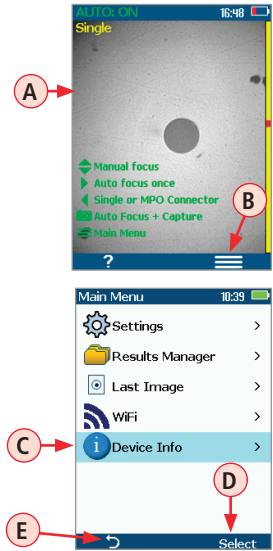 AUTO: ON 16:48
Single
A
Manual focus
Auto focus once
Single or MPO Connector
Auto Focus + Capture
Main Menu
B
?
Main Menu 10:39
Settings >
Results Manager >
Last Image >
WiFi >
C
i Device Info >
D
E
Select